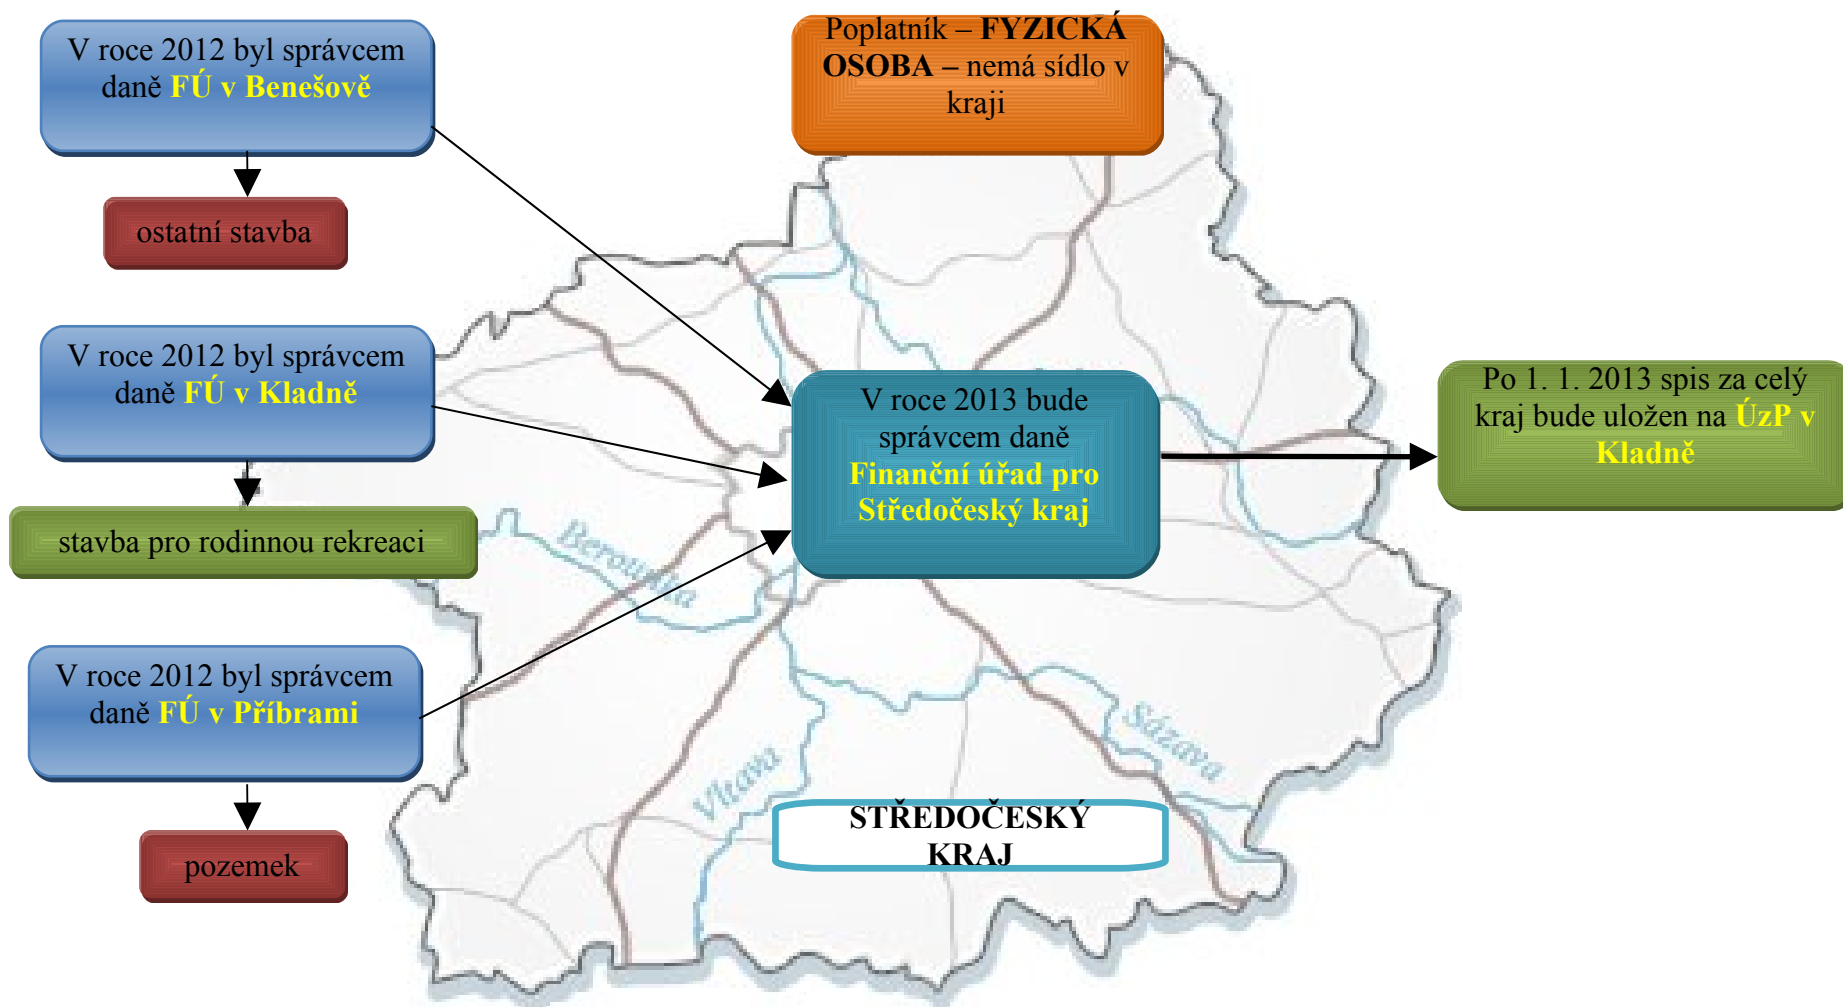 V roce 2012 byl správcem
daně FÚ v Benešově
ostatní stavba
Poplatník – FYZICKÁ
OSOBA – nemá sídlo v
kraji
V roce 2012 byl správcem
daně FÚ v Kladně
stavba pro rodinnou rekreaci
V roce 2012 byl správcem
daně FÚ v Příbrami
pozemek
V roce 2013 bude
správcem daně
Finanční úřad pro
Středočeský kraj
Po 1. 1. 2013 spis za celý
kraj bude uložen na ÚzP v
Kladně
Berounka
Vltava
Sázava
STŘEDOČESKÝ
KRAJ